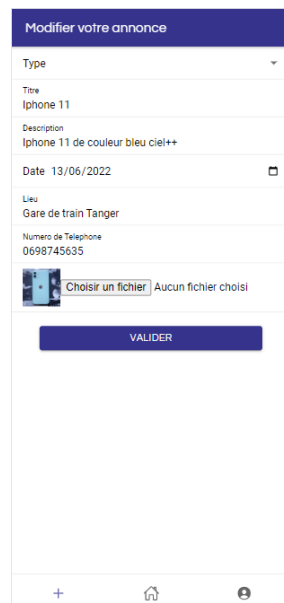 Modifier votre annonce
Type
Titre
Iphone 11
Description
Iphone 11 de couleur bleu ciel++
Date 13/06/2022
Lieu
Gare de train Tanger
Numero de Telephone
0698745635
Choisir un fichier Aucun fichier choisi
VALIDER